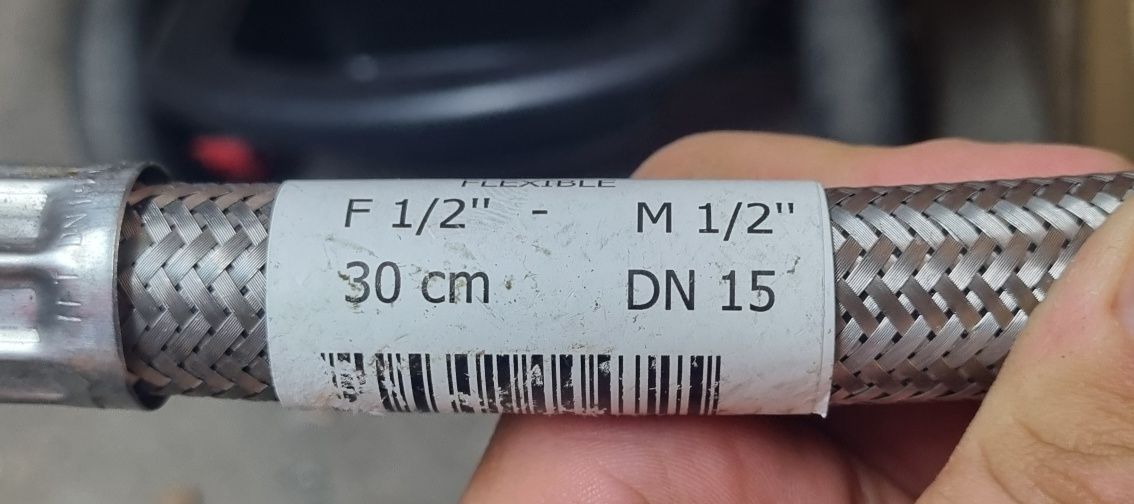 FLEXIBLE
F 1/2" - M 1/2"
30 cm DN 15